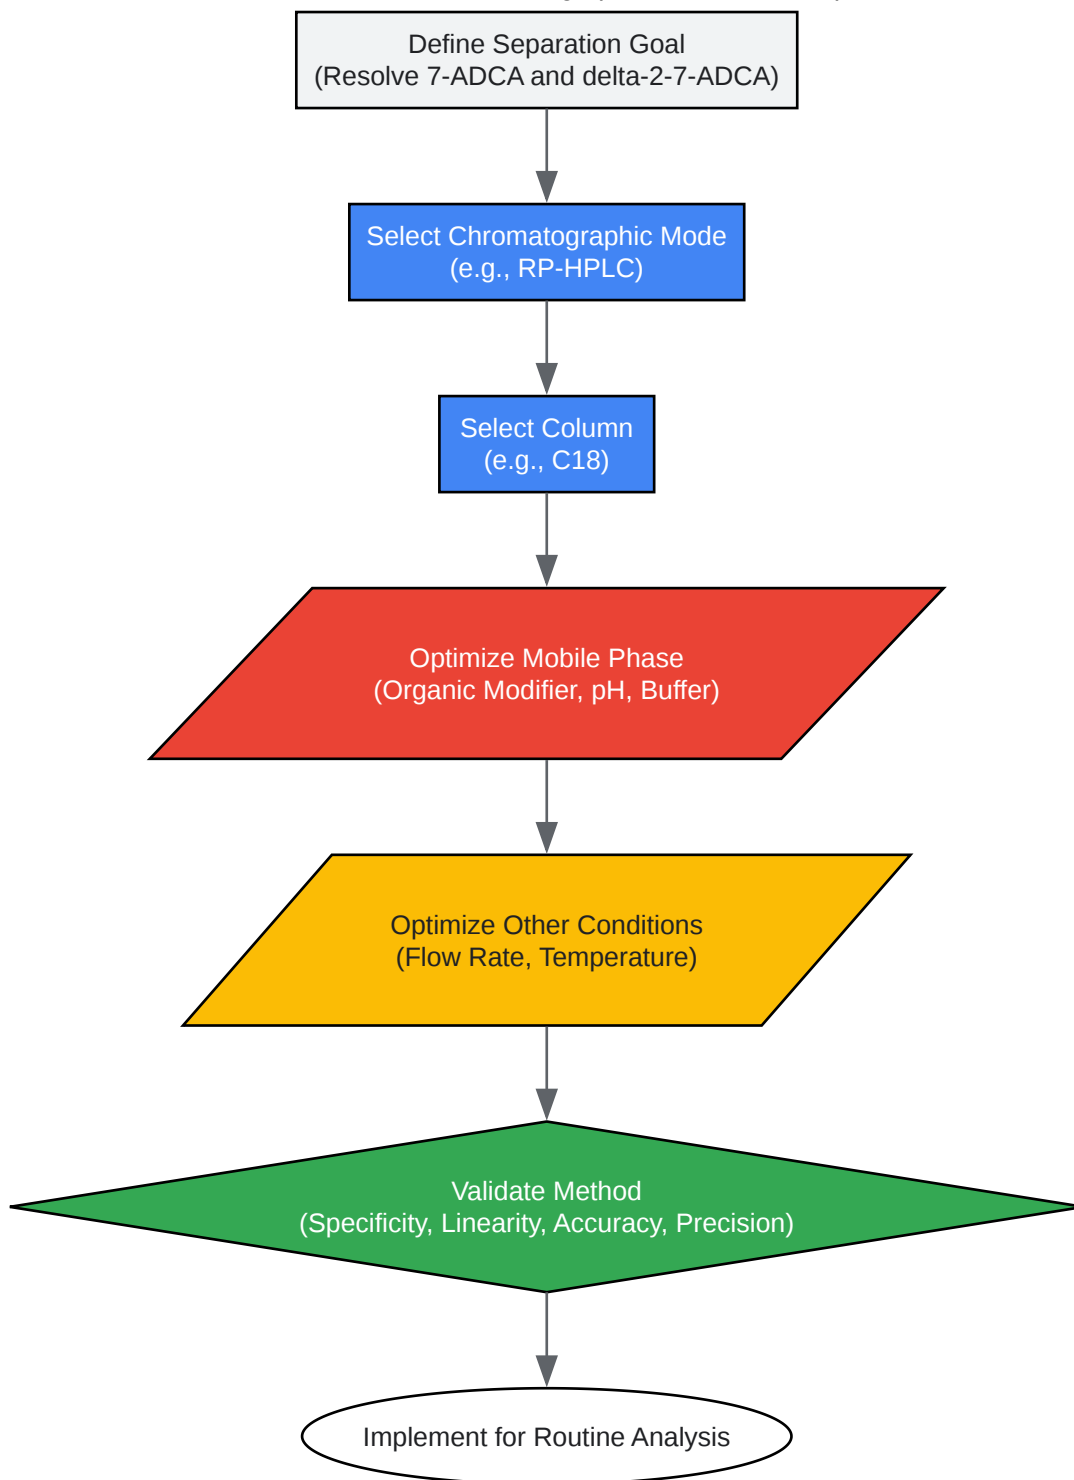 Define Separation Goal
(Resolve 7-ADCA and delta-2-7-ADCA)
Select Chromatographic Mode
(e.g., RP-HPLC)
Select Column
(e.g., C18)
Optimize Mobile Phase
(Organic Modifier, pH, Buffer)
Optimize Other Conditions
(Flow Rate, Temperature)
Validate Method
(Specificity, Linearity, Accuracy, Precision)
Implement for Routine Analysis